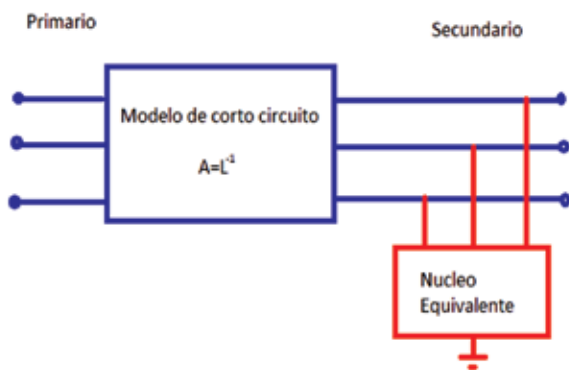 Primario
Secundario
Modelo de corto circuito
A=L⁻¹
Nucleo
Equivalente